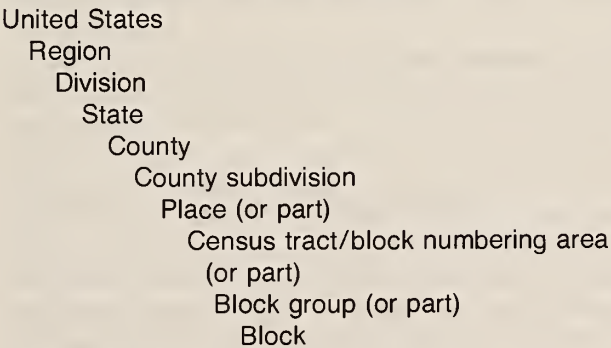 United States
Region
Division
State
County
County subdivision
Place (or part)
Census tract/block numbering area
(or part)
Block group (or part)
Block